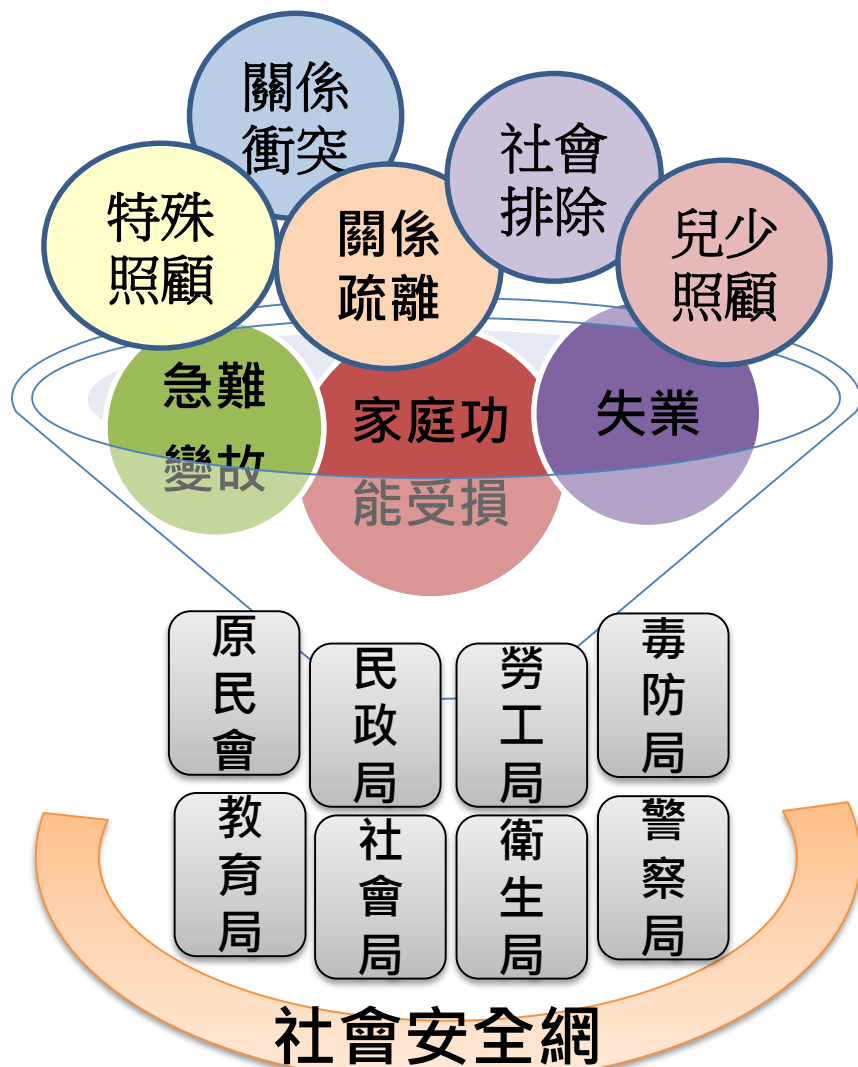 關係
衝突
社會
排除
特殊
照顧
關係
疏離
兒少
照顧
急難
變故
家庭功
能受損
失業
原
民
會
民
政
局
勞
工
局
毒
防
局
教
育
局
社
會
局
衛
生
局
警
察
局
社會安全網